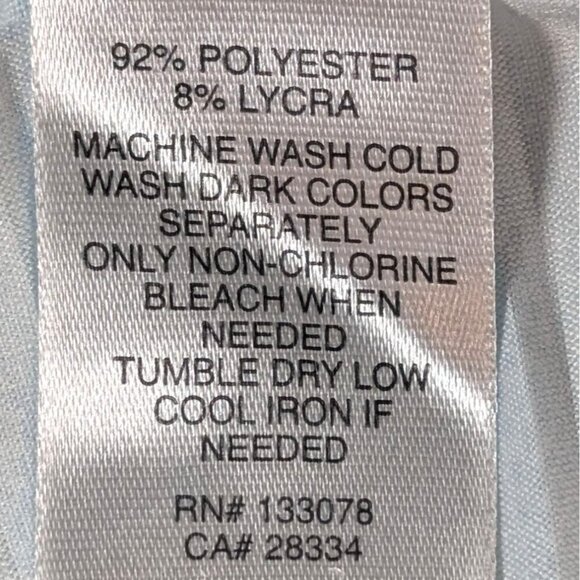 92% POLYESTER
8% LYCRA
MACHINE WASH COLD
WASH DARK COLORS
SEPARATELY
ONLY NON-CHLORINE
BLEACH WHEN
NEEDED
TUMBLE DRY LOW
COOL IRON IF
NEEDED
RN# 133078
CA# 28334